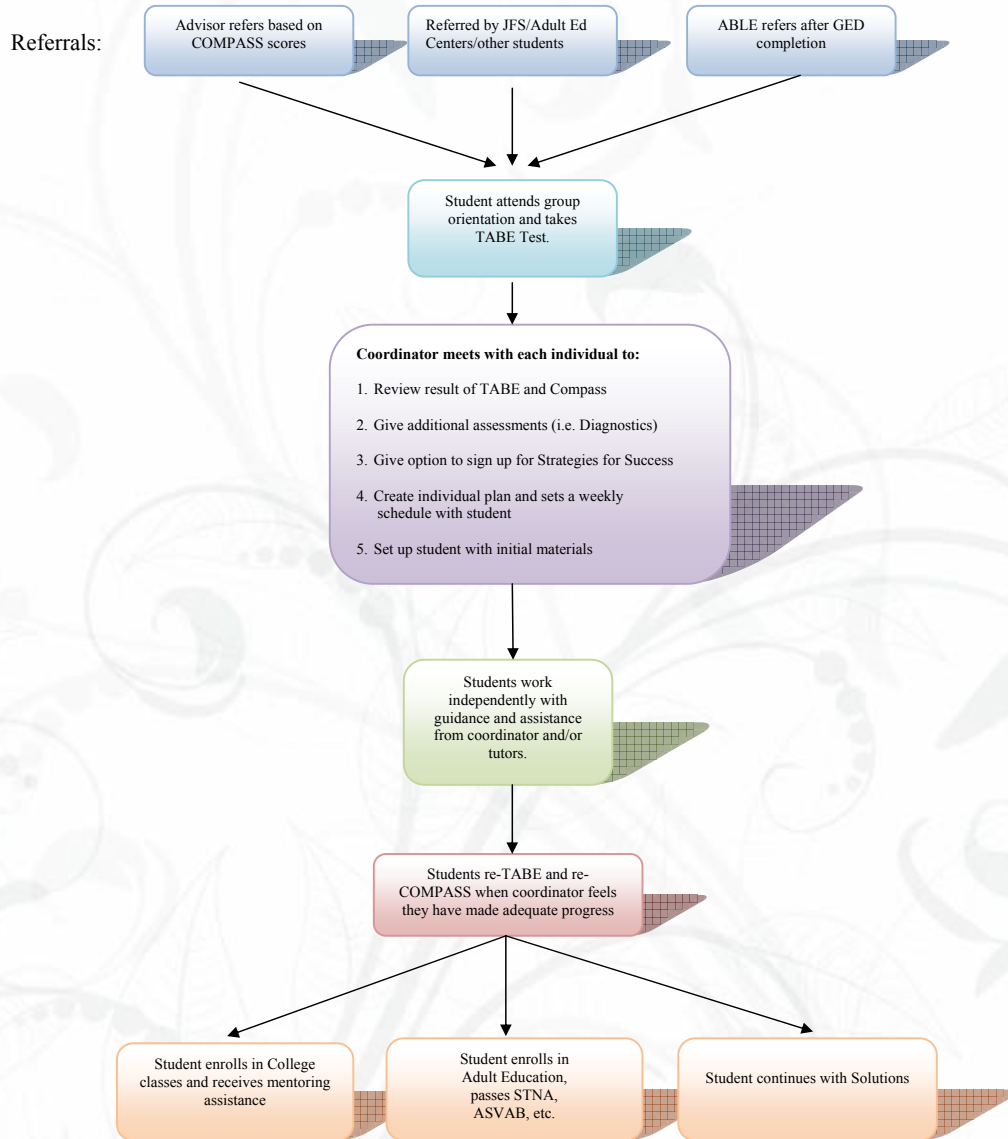 Referrals:
Advisor refers based on
COMPASS scores
Referred by JFS/Adult Ed
Centers/other students
ABLE refers after GED
completion
Student attends group
orientation and takes
TABE Test.
Coordinator meets with each individual to:
1. Review result of TABE and Compass
2. Give additional assessments (i.e. Diagnostics)
3. Give option to sign up for Strategies for Success
4. Create individual plan and sets a weekly
schedule with student
5. Set up student with initial materials
Students work
independently with
guidance and assistance
from coordinator and/or
tutors.
Students re-TABE and re-
COMPASS when coordinator feels
they have made adequate progress
Student enrolls in College
classes and receives mentoring
assistance
Student enrolls in
Adult Education,
passes STNA,
ASVAB, etc.
Student continues with Solutions